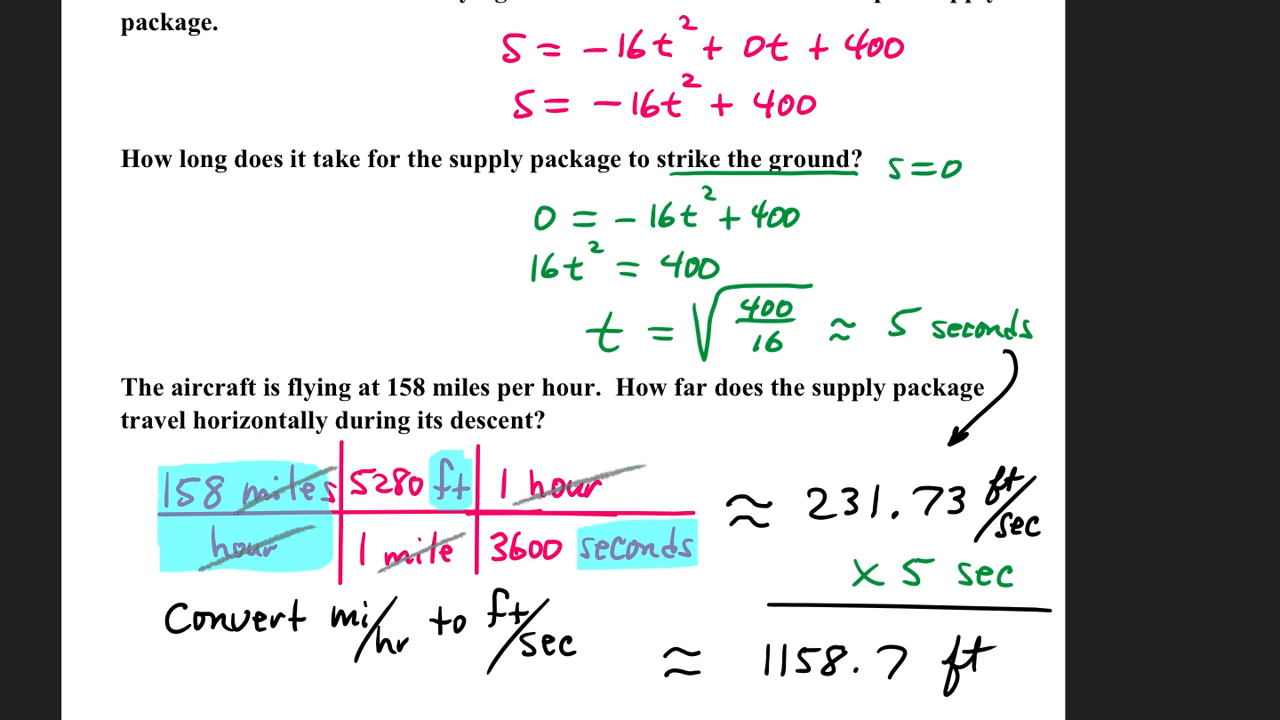 package.
S = -16t² + 0t + 400
S = -16t² + 400
How long does it take for the supply package to strike the ground? S=0
0 = -16t² + 400
16t² = 400
t = √(400/16) ≈ 5 seconds
The aircraft is flying at 158 miles per hour. How far does the supply package
travel horizontally during its descent?
158 miles | 5280 ft | 1 hour
hour | 1 mile | 3600 seconds
≈ 231.73 ft/sec
x 5 sec
Convert mi/hr to ft/sec
≈ 1158.7 ft